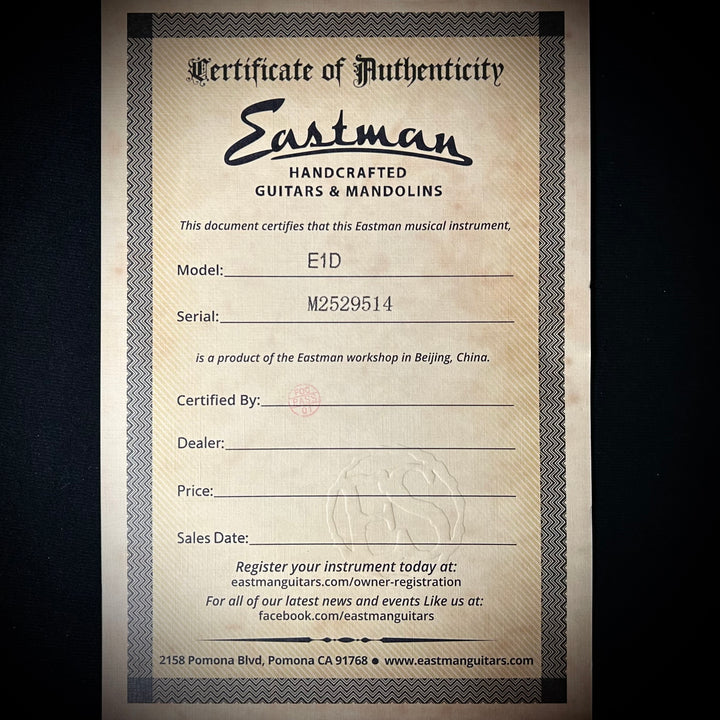 Certificate of Authenticity
Eastman
HANDCRAFTED
GUITARS & MANDOLINS
This document certifies that this Eastman musical instrument,
Model: E1D
Serial: M2529514
is a product of the Eastman workshop in Beijing, China.
Certified By:
PASS
01
Dealer:
Price:
ES
Sales Date:
Register your instrument today at:
eastmanguitars.com/owner-registration
For all of our latest news and events Like us at:
facebook.com/eastmanguitars
2158 Pomona Blvd, Pomona CA 91768 ● www.eastmanguitars.com